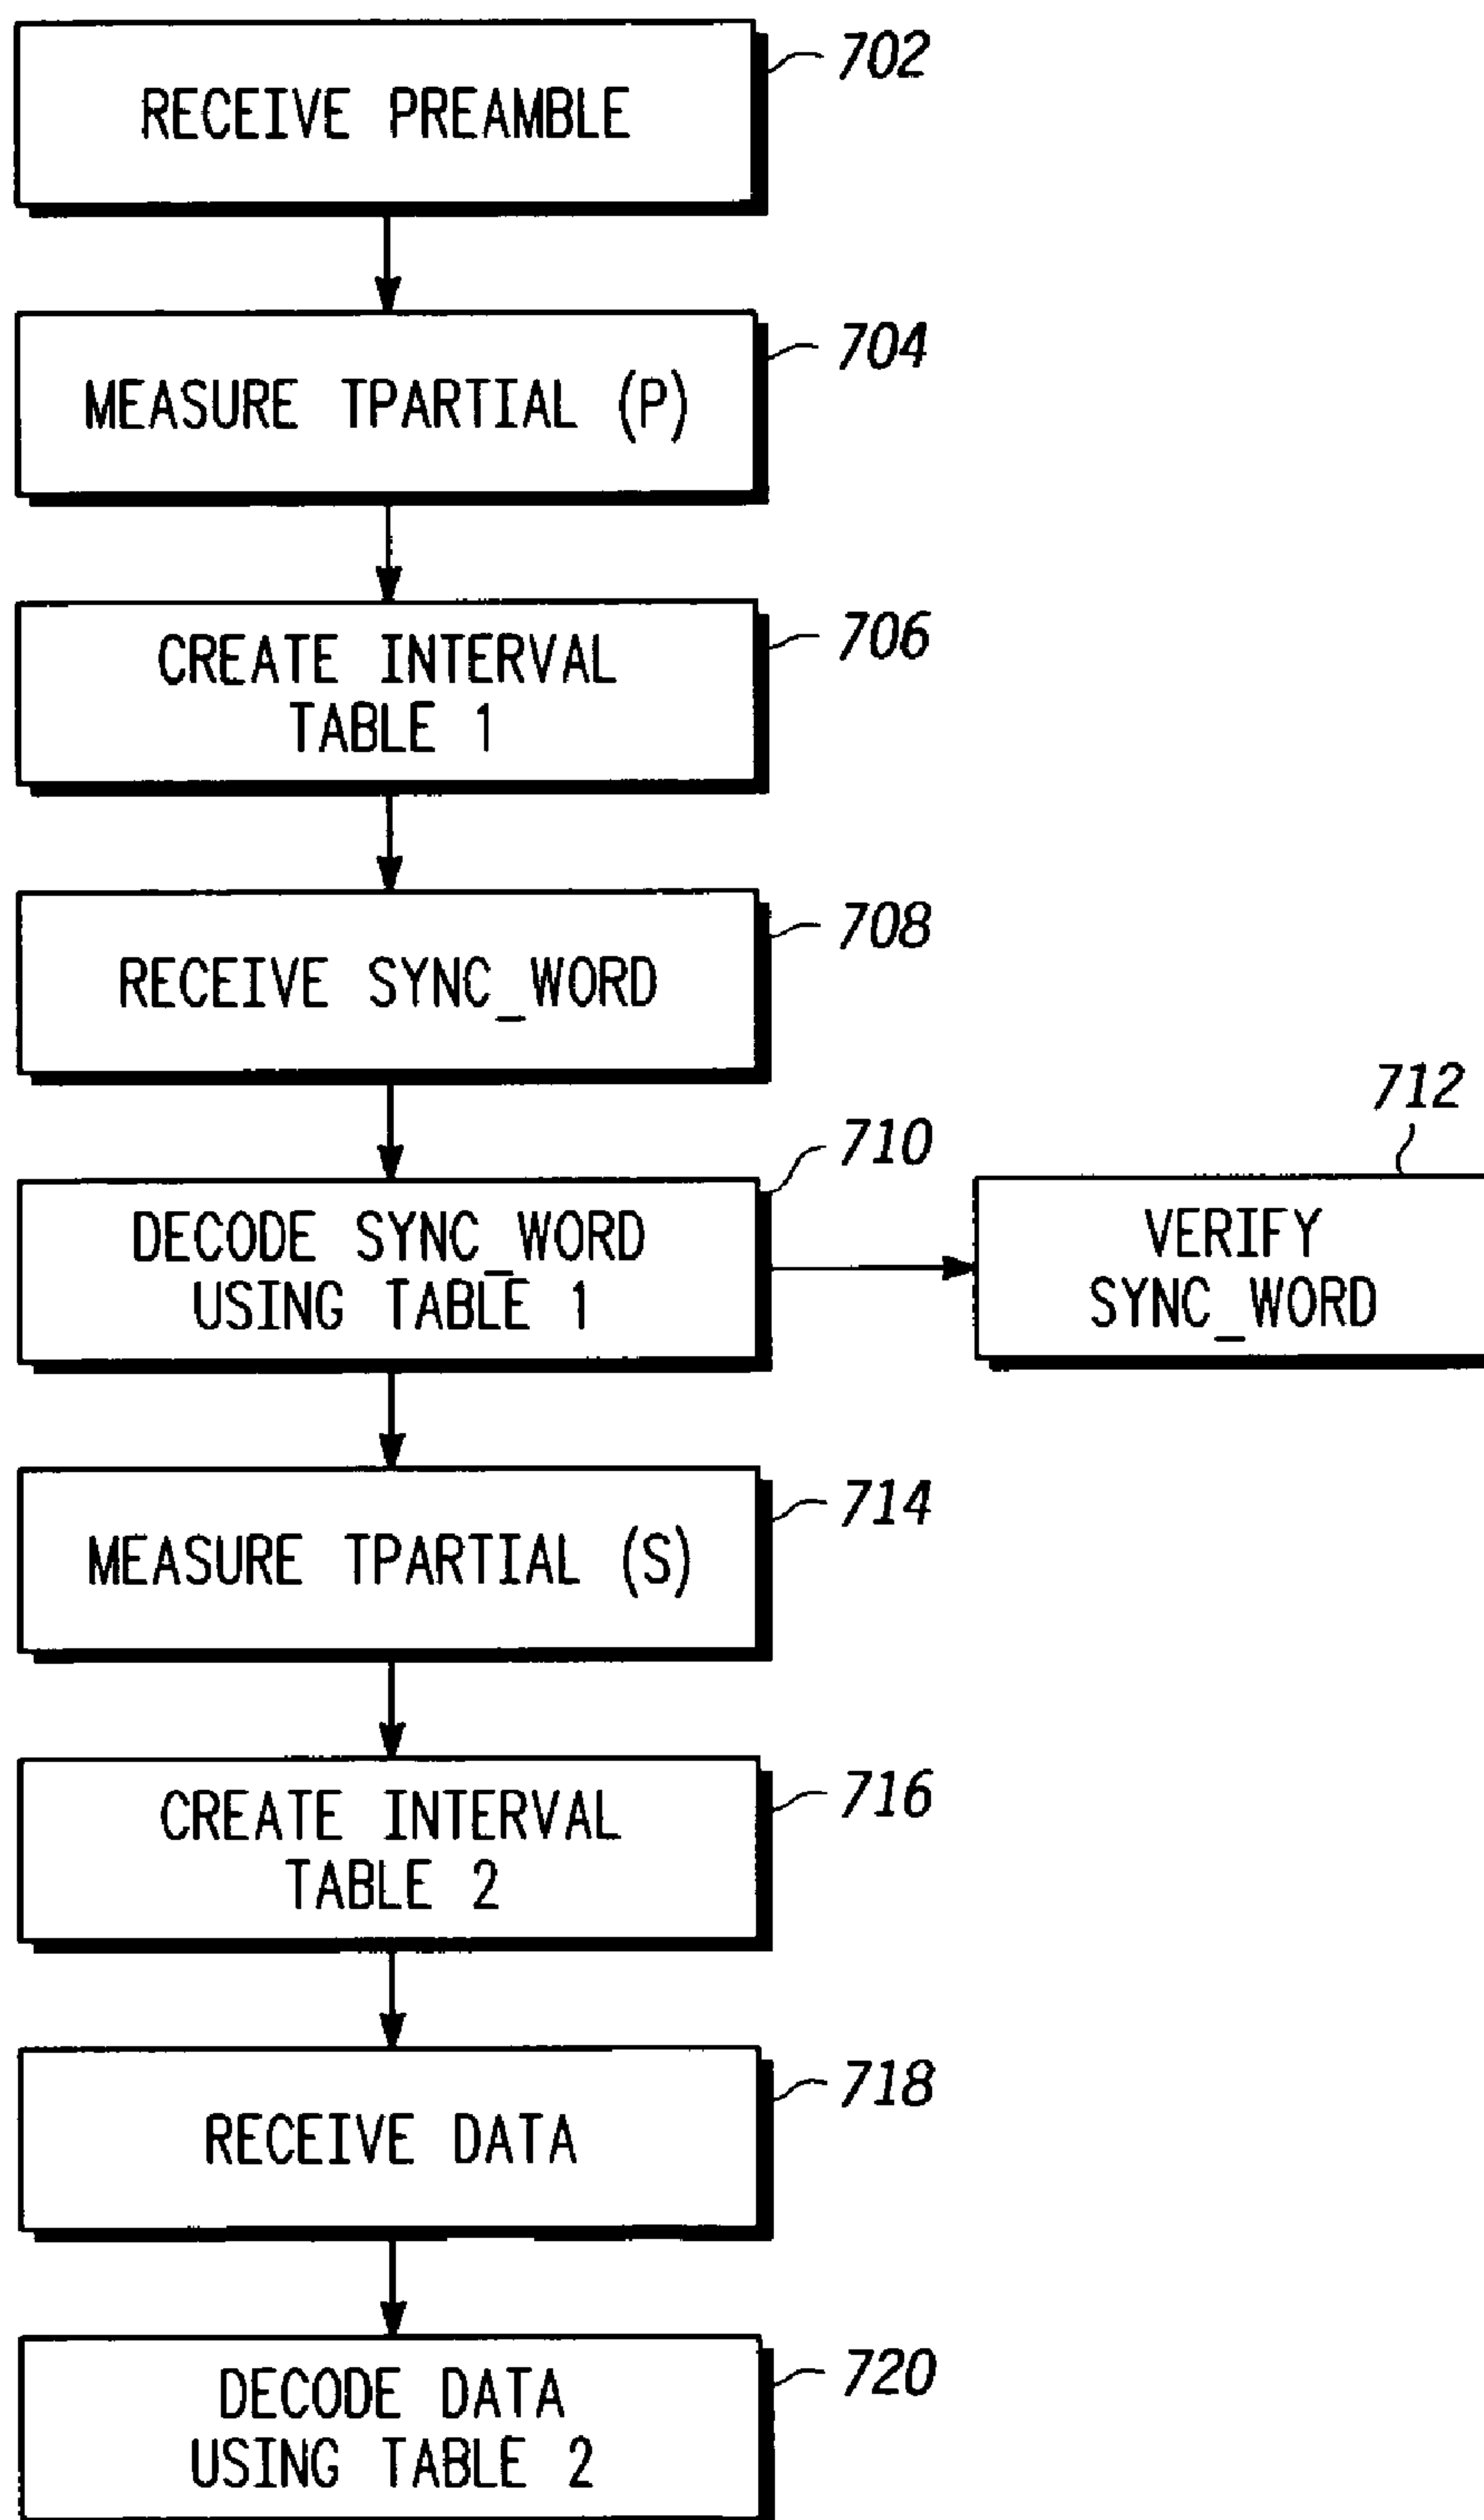 RECEIVE PREAMBLE
702
MEASURE TPARTIAL (P)
704
CREATE INTERVAL
TABLE 1
706
RECEIVE SYNC_WORD
708
DECODE SYNC_WORD
USING TABLE 1
710
VERIFY
SYNC_WORD
712
MEASURE TPARTIAL (S)
714
CREATE INTERVAL
TABLE 2
716
RECEIVE DATA
718
DECODE DATA
USING TABLE 2
720